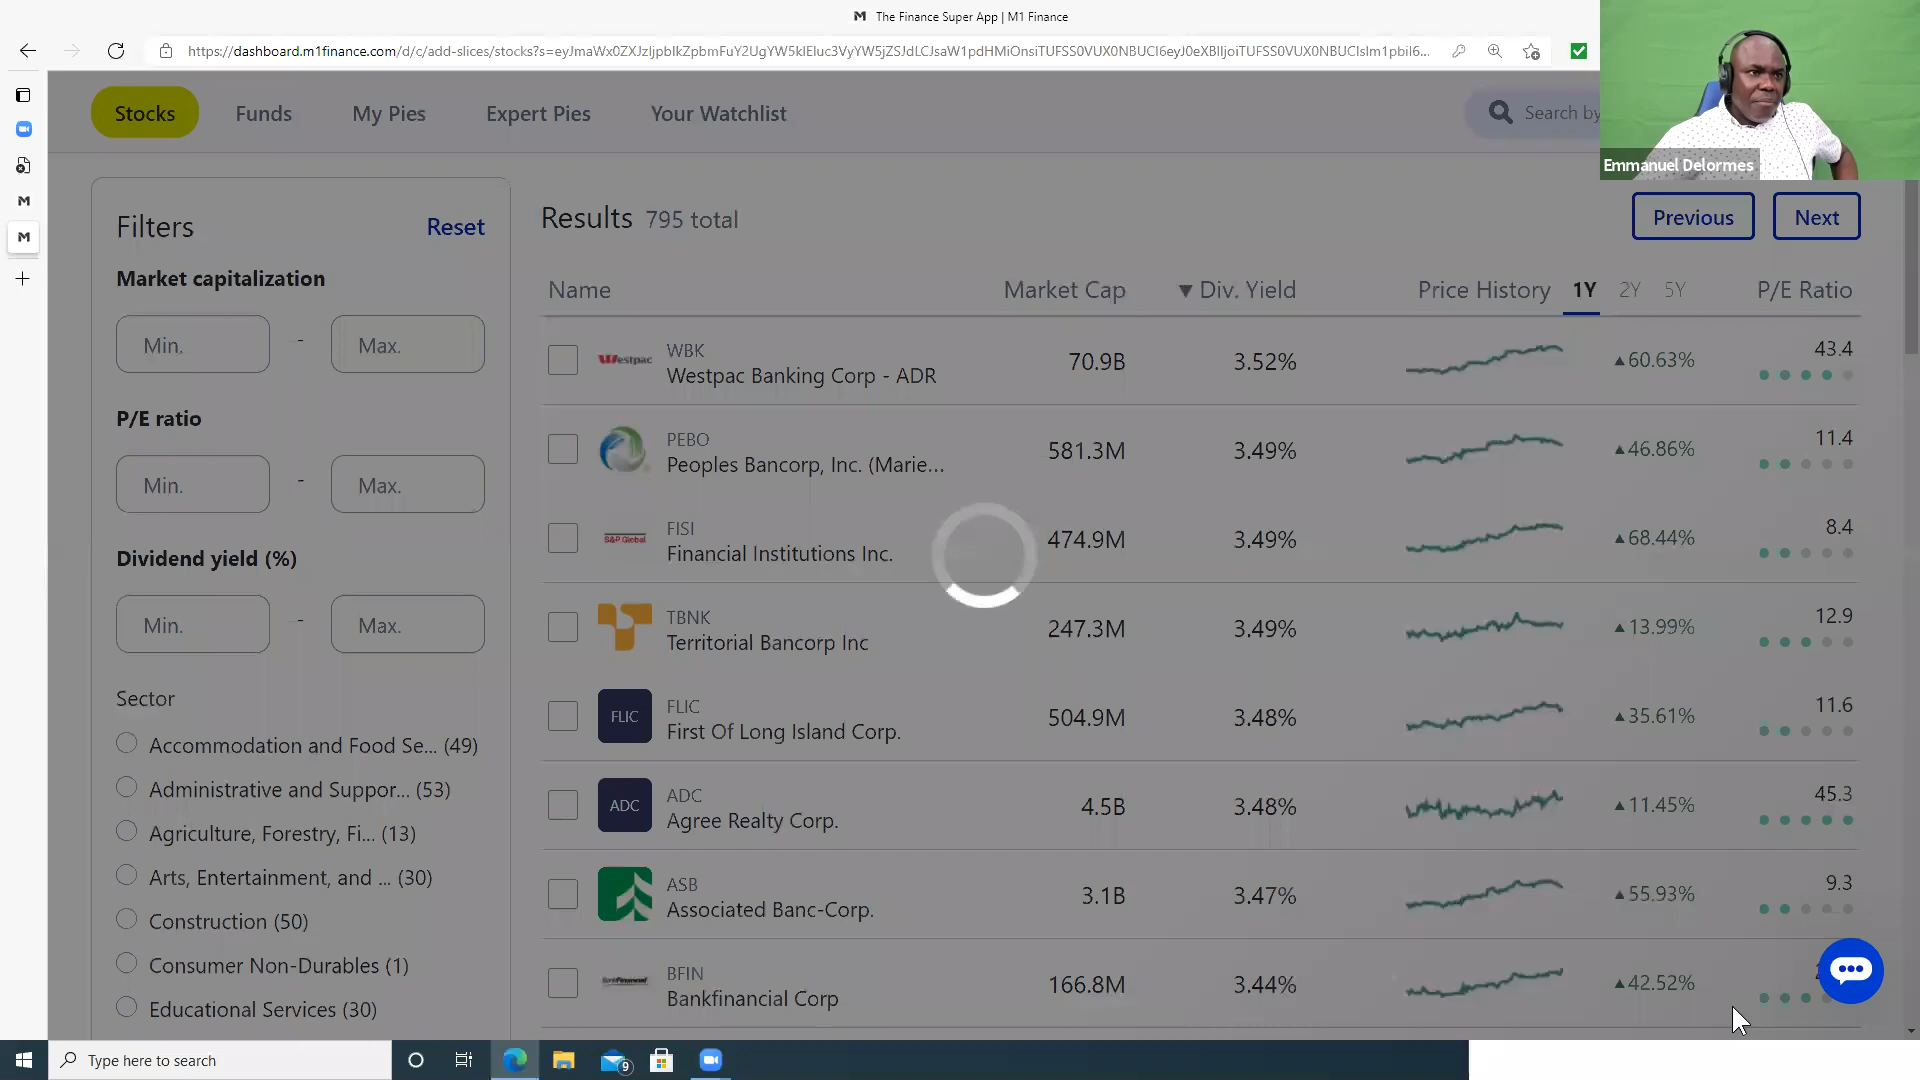 The Finance Super App | M1 Finance
Emmanuel Delormes
Stocks
Funds
My Pies
Expert Pies
Your Watchlist
Search by
Filters
Reset
Results 795 total
Previous
Next
Market capitalization
Min. - Max.
P/E ratio
Min. - Max.
Dividend yield (%)
Min. - Max.
Sector
Accommodation and Food Se... (49)
Administrative and Suppor... (53)
Agriculture, Forestry, Fi... (13)
Arts, Entertainment, and ... (30)
Construction (50)
Consumer Non-Durables (1)
Educational Services (30)
Name Market Cap ▼ Div. Yield Price History 1Y 2Y 5Y P/E Ratio
Westpac WBK
Westpac Banking Corp - ADR 70.9B 3.52% ▲60.63% 43.4
PEBO
Peoples Bancorp, Inc. (Marie... 581.3M 3.49% ▲46.86% 11.4
S&P Global FISI
Financial Institutions Inc. 474.9M 3.49% ▲68.44% 8.4
TBNK
Territorial Bancorp Inc 247.3M 3.49% ▲13.99% 12.9
FLIC FLIC
First Of Long Island Corp. 504.9M 3.48% ▲35.61% 11.6
ADC ADC
Agree Realty Corp. 4.5B 3.48% ▲11.45% 45.3
ASB
Associated Banc-Corp. 3.1B 3.47% ▲55.93% 9.3
BankFinancial BFIN
Bankfinancial Corp 166.8M 3.44% ▲42.52%
Type here to search
9